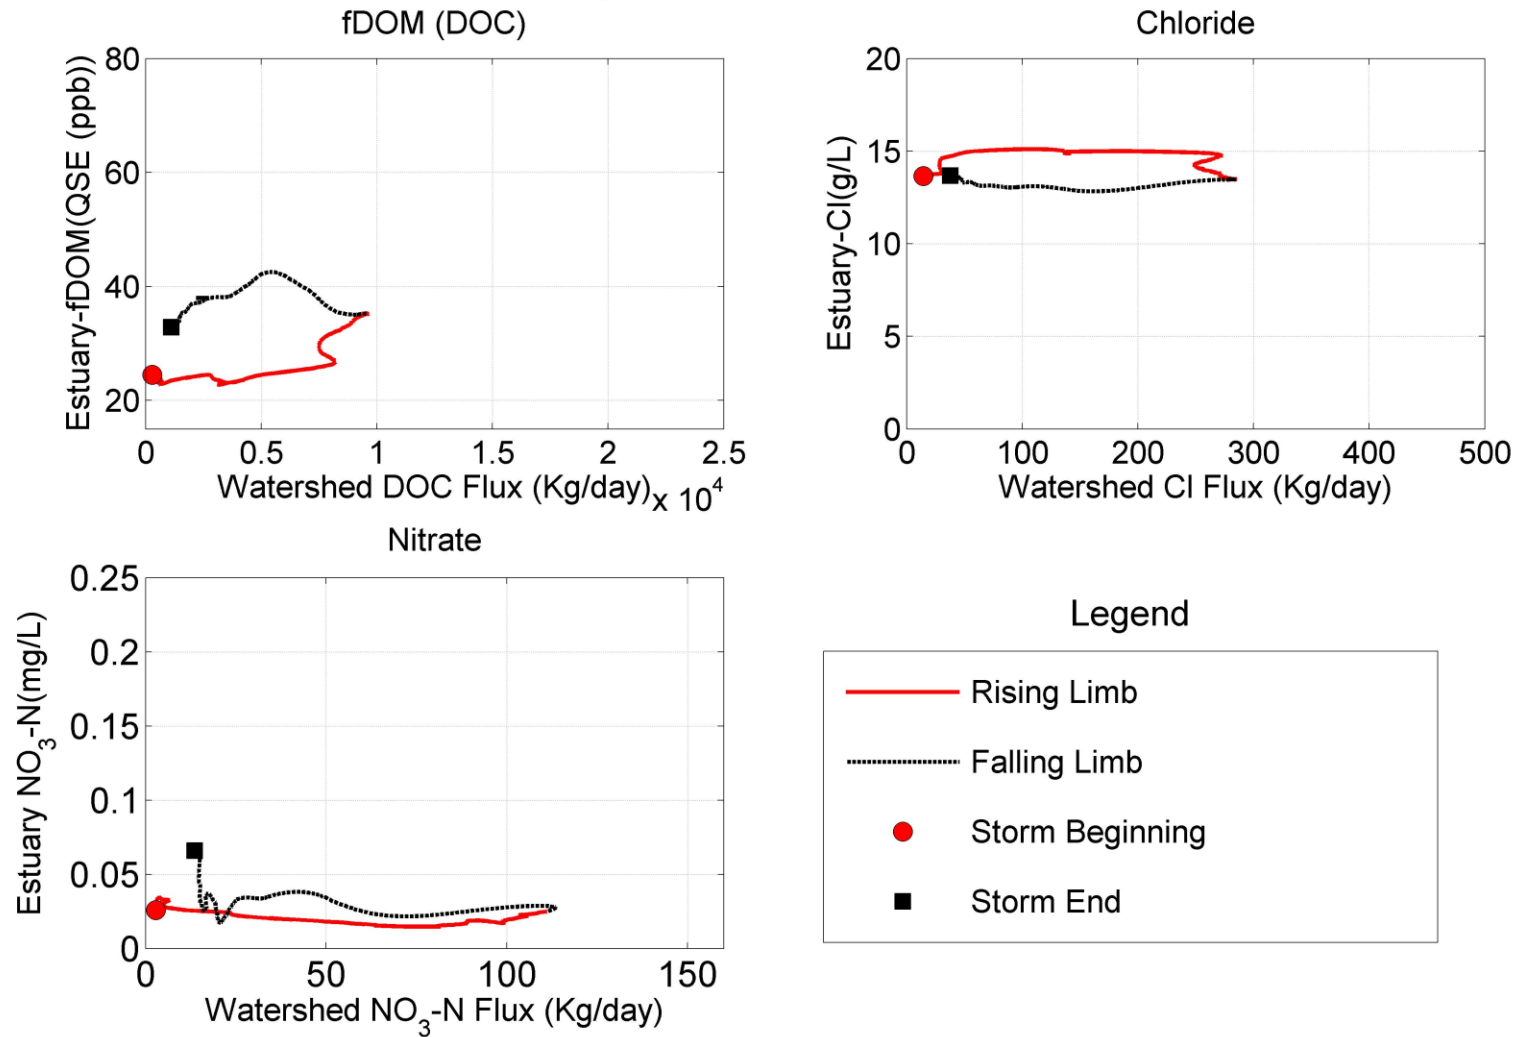 fDOM (DOC)
Estuary-fDOM(QSE (ppb))
80
60
40
20
0 0.5 1 1.5 2 2.5
Watershed DOC Flux (Kg/day)
x 10⁴
Chloride
Estuary-Cl(g/L)
20
15
10
5
0
0 100 200 300 400 500
Watershed Cl Flux (Kg/day)
Nitrate
Estuary NO₃-N(mg/L)
0.25
0.2
0.15
0.1
0.05
0
0 50 100 150
Watershed NO₃-N Flux (Kg/day)
Legend
Rising Limb
Falling Limb
Storm Beginning
Storm End